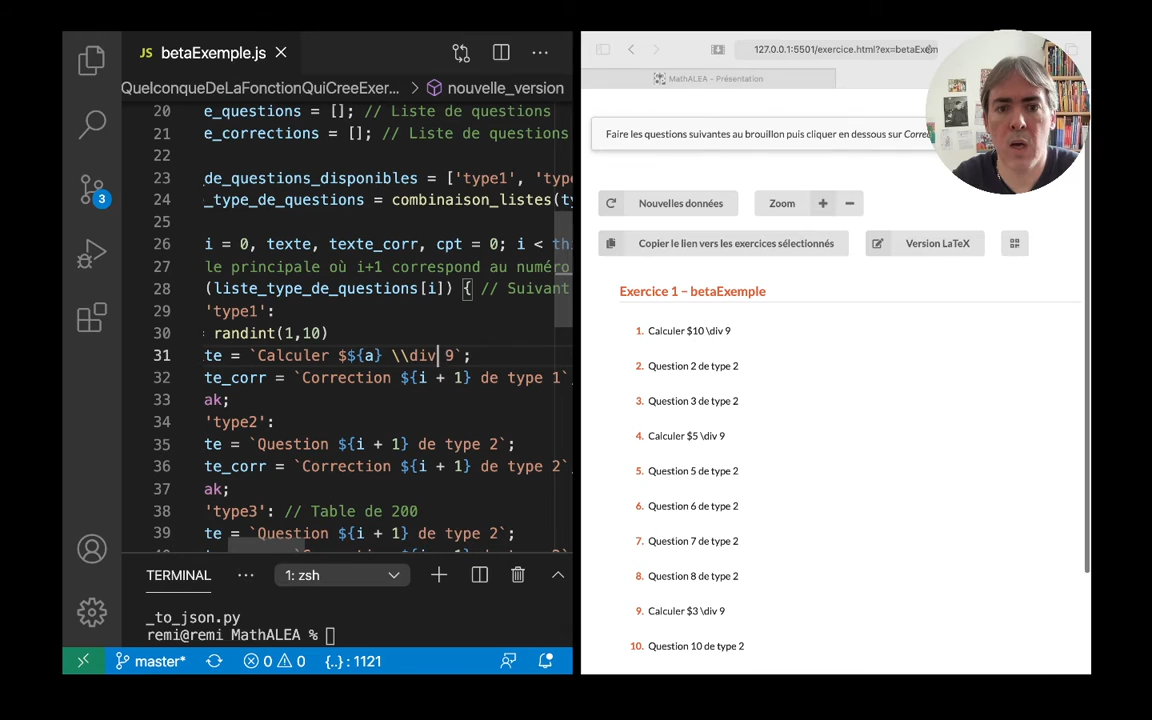 JS betaExemple.js
QuelconqueDeLaFonctionQuiCreeExer... > nouvelle_version
20 e_questions = []; // Liste de questions
21 e_corrections = []; // Liste de questions
22
23 de_questions_disponibles = ['type1', 'type
24 _type_de_questions = combinaison_listes(ty
25
26 i = 0, texte, texte_corr, cpt = 0; i < th
27 le principale où i+1 correspond au numéro
28 (liste_type_de_questions[i]) { // Suivant
29 'type1':
30 = randint(1,10)
31 te = `Calculer $${a} \\div 9`;
32 te_corr = `Correction ${i + 1} de type 1`
33 ak;
34 'type2':
35 te = `Question ${i + 1} de type 2`;
36 te_corr = `Correction ${i + 1} de type 2`
37 ak;
38 'type3': // Table de 200
39 te = `Question ${i + 1} de type 2`;
TERMINAL ... 1: zsh
_to_json.py
remi@remi MathALEA %
3
master* 0 0 {..} : 1121
127.0.0.1:5501/exercice.html?ex=betaExem
MathALEA - Présentation
Faire les questions suivantes au brouillon puis cliquer en dessous sur Corre
Nouvelles données
Zoom
Copier le lien vers les exercices sélectionnés
Version LaTeX
Exercice 1 – betaExemple
1. Calculer $10 \div 9
2. Question 2 de type 2
3. Question 3 de type 2
4. Calculer $5 \div 9
5. Question 5 de type 2
6. Question 6 de type 2
7. Question 7 de type 2
8. Question 8 de type 2
9. Calculer $3 \div 9
10. Question 10 de type 2